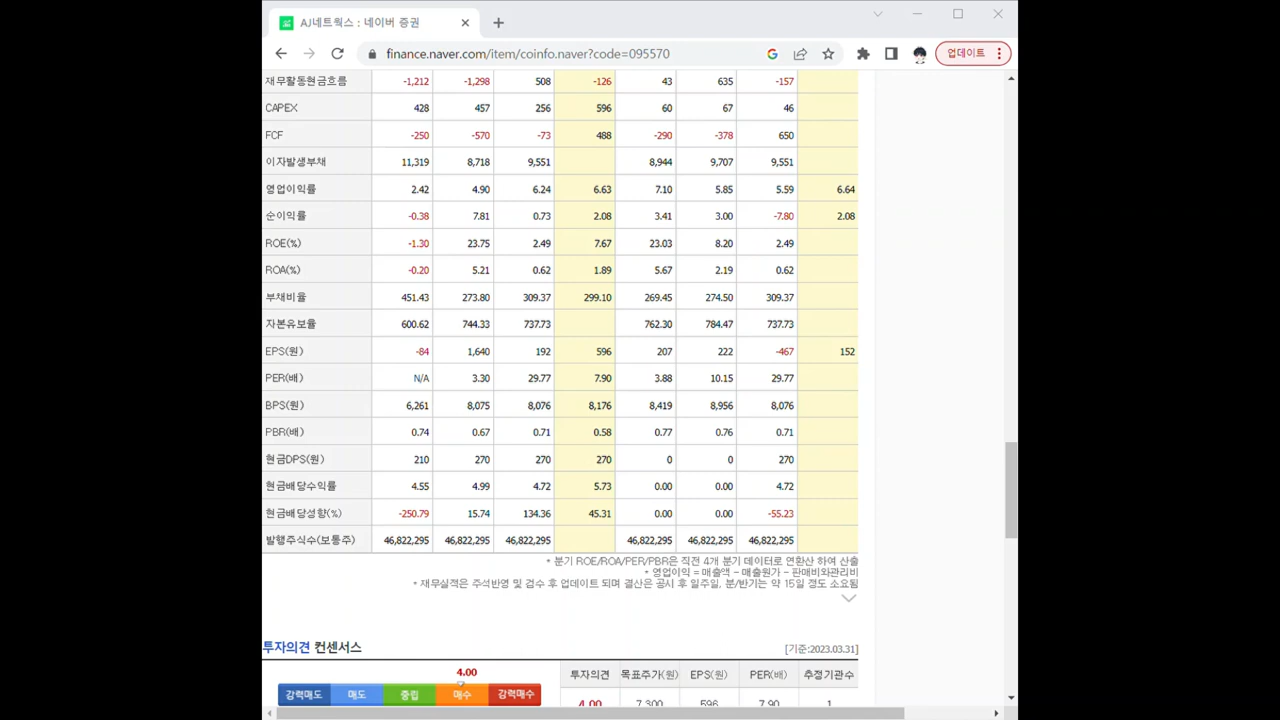 AJ네트웍스 : 네이버 증권
finance.naver.com/item/coinfo.naver?code=095570
업데이트
재무활동현금흐름 -1,212 -1,298 508 -126 43 635 -157
CAPEX 428 457 256 596 60 67 46
FCF -250 -570 -73 488 -290 -378 650
이자발생부채 11,319 8,718 9,551 8,944 9,707 9,551
영업이익률 2.42 4.90 6.24 6.63 7.10 5.85 5.59 6.64
순이익률 -0.38 7.81 0.73 2.08 3.41 3.00 -7.80 2.08
ROE(%) -1.30 23.75 2.49 7.67 23.03 8.20 2.49
ROA(%) -0.20 5.21 0.62 1.89 5.67 2.19 0.62
부채비율 451.43 273.80 309.37 299.10 269.45 274.50 309.37
자본유보율 600.62 744.33 737.73 762.30 784.47 737.73
EPS(원) -84 1,640 192 596 207 222 -467 152
PER(배) N/A 3.30 29.77 7.90 3.88 10.15 29.77
BPS(원) 6,261 8,075 8,076 8,176 8,419 8,956 8,076
PBR(배) 0.74 0.67 0.71 0.58 0.77 0.76 0.71
현금DPS(원) 210 270 270 270 0 0 270
현금배당수익률 4.55 4.99 4.72 5.73 0.00 0.00 4.72
현금배당성향(%) -250.79 15.74 134.36 45.31 0.00 0.00 -55.23
발행주식수(보통주) 46,822,295 46,822,295 46,822,295 46,822,295 46,822,295 46,822,295
* 분기 ROE/ROA/PER/PBR은 직전 4개 분기 데이터로 연환산 하여 산출
* 영업이익 = 매출액 - 매출원가 - 판매비와관리비
* 재무실적은 주석반영 및 검수 후 업데이트 되며 결산은 공시 후 일주일, 분/반기는 약 15일 정도 소요됨
투자의견 컨센서스 [기준:2023.03.31]
4.00
강력매도 매도 중립 매수 강력매수
투자의견 목표주가(원) EPS(원) PER(배) 추정기관수
4.00 7,300 596 7.90 1